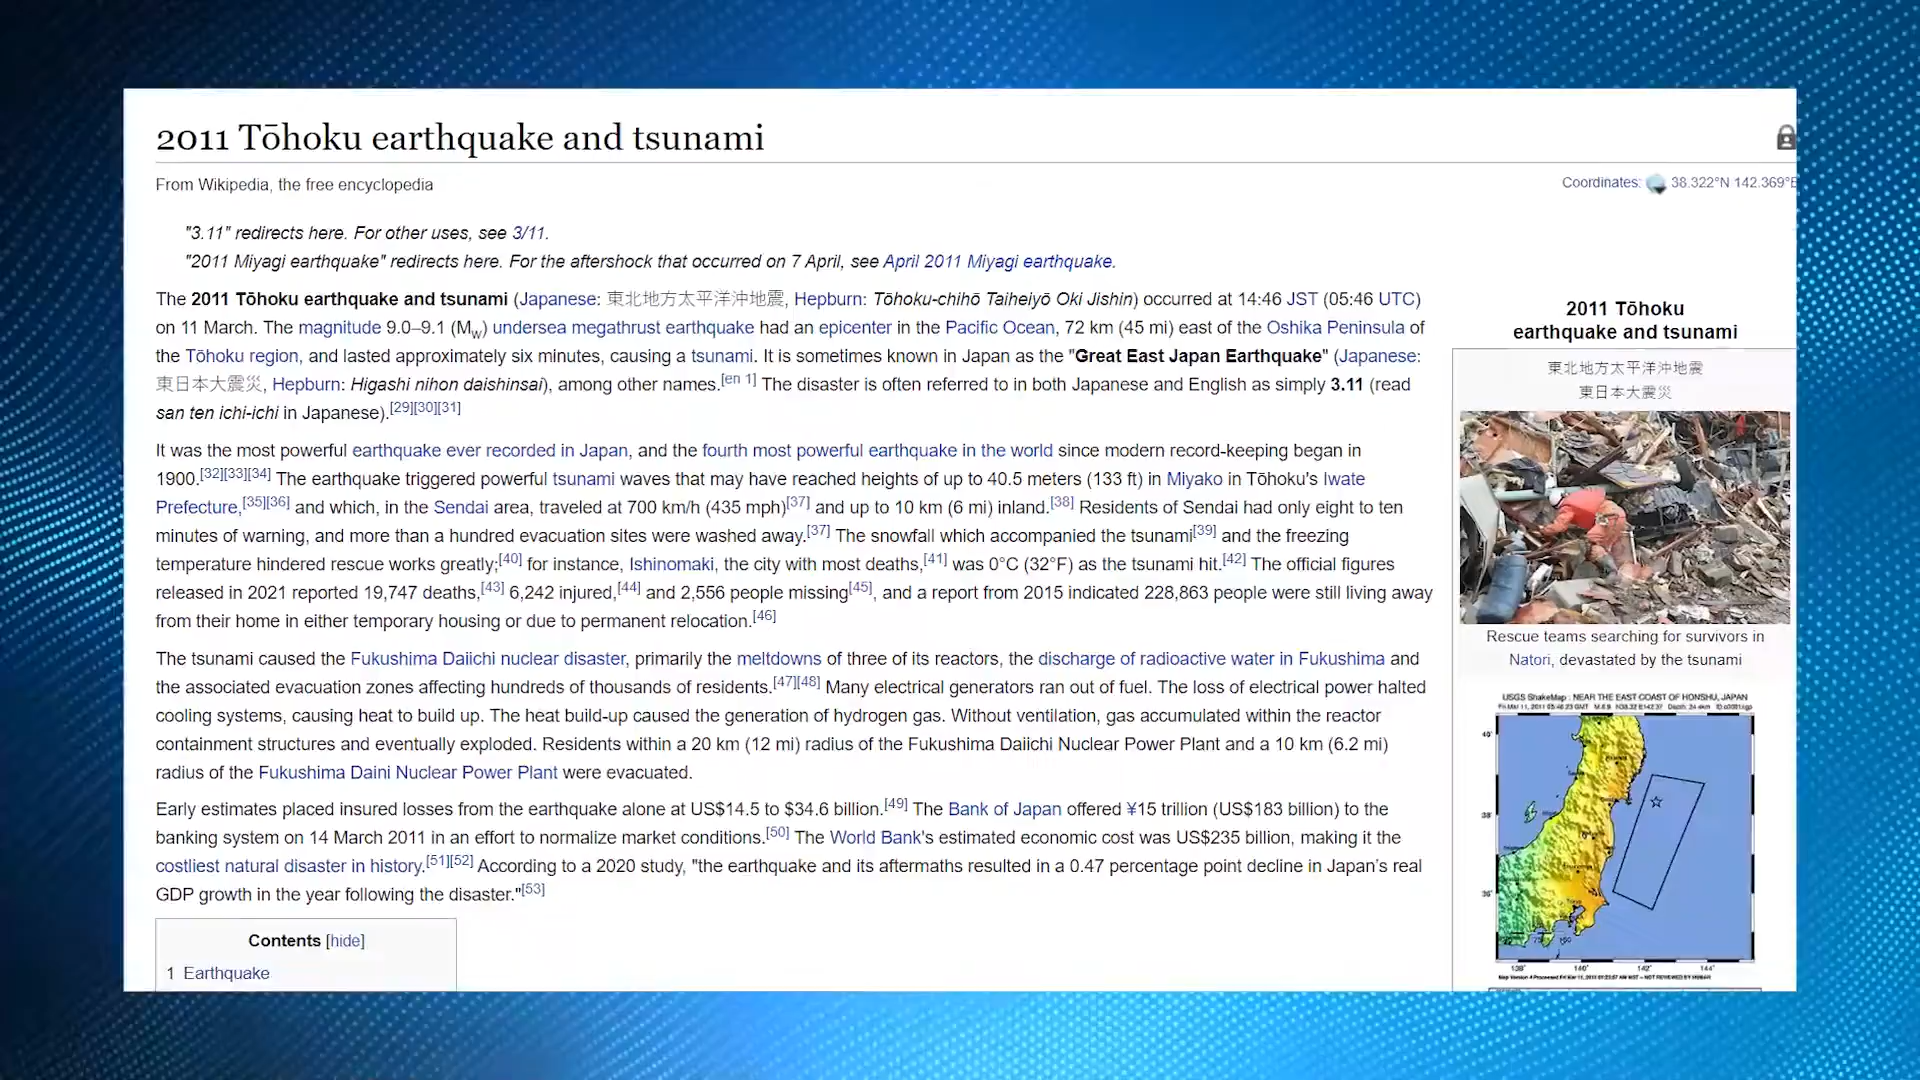 2011 Tōhoku earthquake and tsunami
From Wikipedia, the free encyclopedia
Coordinates: 38.322°N 142.369°E
"3.11" redirects here. For other uses, see 3/11.
"2011 Miyagi earthquake" redirects here. For the aftershock that occurred on 7 April, see April 2011 Miyagi earthquake.
The 2011 Tōhoku earthquake and tsunami (Japanese: 東北地方太平洋沖地震, Hepburn: Tōhoku-chihō Taiheiyō Oki Jishin) occurred at 14:46 JST (05:46 UTC)
on 11 March. The magnitude 9.0–9.1 (Mw) undersea megathrust earthquake had an epicenter in the Pacific Ocean, 72 km (45 mi) east of the Oshika Peninsula of
the Tōhoku region, and lasted approximately six minutes, causing a tsunami. It is sometimes known in Japan as the "Great East Japan Earthquake" (Japanese:
東日本大震災, Hepburn: Higashi nihon daishinsai), among other names.[en 1] The disaster is often referred to in both Japanese and English as simply 3.11 (read
san ten ichi-ichi in Japanese).[29][30][31]
It was the most powerful earthquake ever recorded in Japan, and the fourth most powerful earthquake in the world since modern record-keeping began in
1900.[32][33][34] The earthquake triggered powerful tsunami waves that may have reached heights of up to 40.5 meters (133 ft) in Miyako in Tōhoku's Iwate
Prefecture,[35][36] and which, in the Sendai area, traveled at 700 km/h (435 mph)[37] and up to 10 km (6 mi) inland.[38] Residents of Sendai had only eight to ten
minutes of warning, and more than a hundred evacuation sites were washed away.[37] The snowfall which accompanied the tsunami[39] and the freezing
temperature hindered rescue works greatly;[40] for instance, Ishinomaki, the city with most deaths,[41] was 0°C (32°F) as the tsunami hit.[42] The official figures
released in 2021 reported 19,747 deaths,[43] 6,242 injured,[44] and 2,556 people missing[45], and a report from 2015 indicated 228,863 people were still living away
from their home in either temporary housing or due to permanent relocation.[46]
The tsunami caused the Fukushima Daiichi nuclear disaster, primarily the meltdowns of three of its reactors, the discharge of radioactive water in Fukushima and
the associated evacuation zones affecting hundreds of thousands of residents.[47][48] Many electrical generators ran out of fuel. The loss of electrical power halted
cooling systems, causing heat to build up. The heat build-up caused the generation of hydrogen gas. Without ventilation, gas accumulated within the reactor
containment structures and eventually exploded. Residents within a 20 km (12 mi) radius of the Fukushima Daiichi Nuclear Power Plant and a 10 km (6.2 mi)
radius of the Fukushima Daini Nuclear Power Plant were evacuated.
Early estimates placed insured losses from the earthquake alone at US$14.5 to $34.6 billion.[49] The Bank of Japan offered ¥15 trillion (US$183 billion) to the
banking system on 14 March 2011 in an effort to normalize market conditions.[50] The World Bank's estimated economic cost was US$235 billion, making it the
costliest natural disaster in history.[51][52] According to a 2020 study, "the earthquake and its aftermaths resulted in a 0.47 percentage point decline in Japan's real
GDP growth in the year following the disaster."[53]
Contents [hide]
1 Earthquake
2011 Tōhoku
earthquake and tsunami
東北地方太平洋沖地震
東日本大震災
Rescue teams searching for survivors in
Natori, devastated by the tsunami
USGS ShakeMap : NEAR THE EAST COAST OF HONSHU, JAPAN
40°
38°
36°
138° 140° 142° 144°